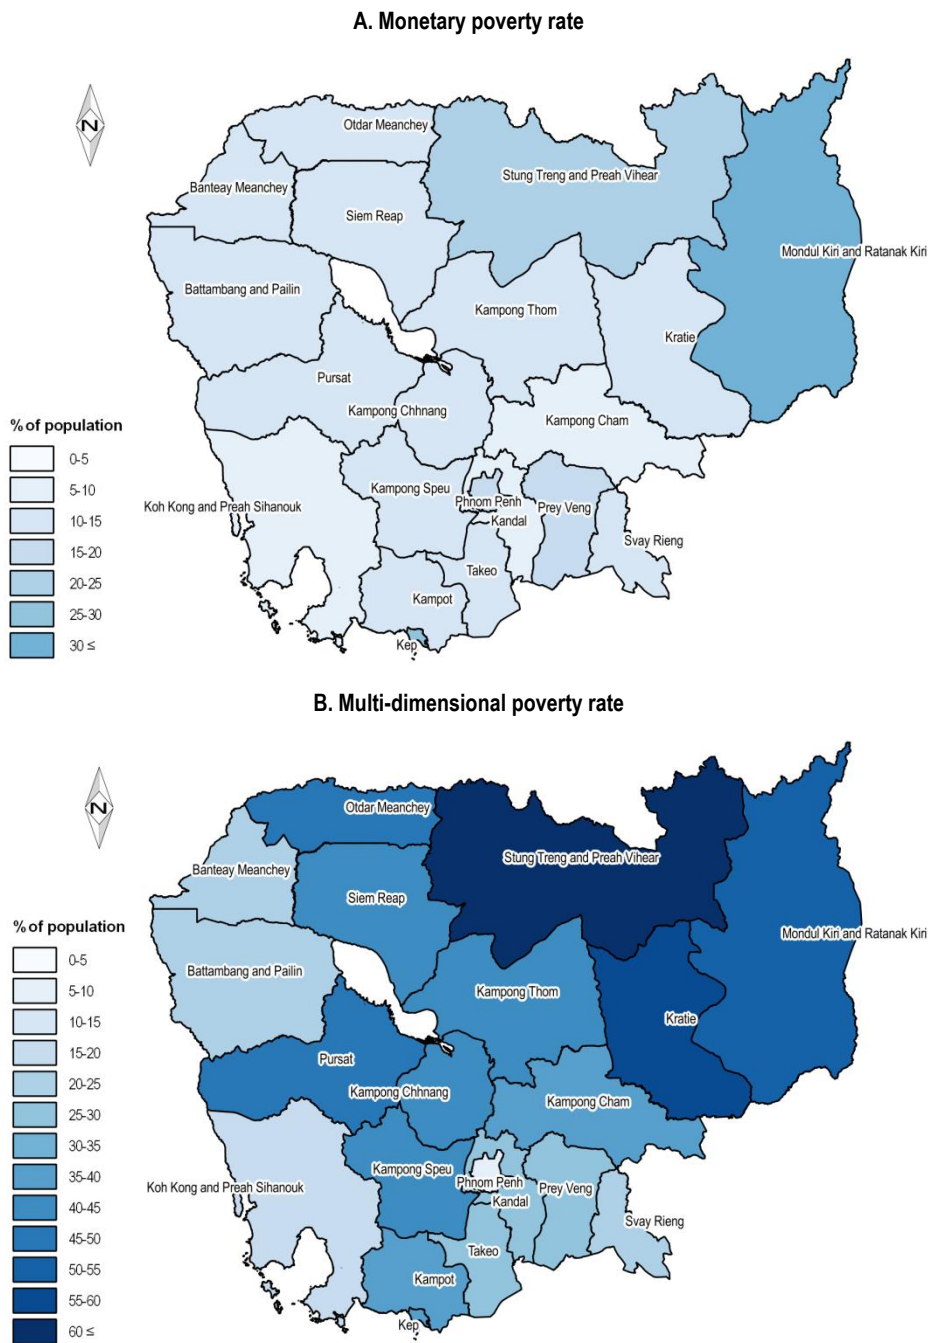 A. Monetary poverty rate
N
Otdar Meanchey
Stung Treng and Preah Vihear
Banteay Meanchey
Siem Reap
Mondul Kiri and Ratanak Kiri
Battambang and Pailin
Kampong Thom
Kratie
Pursat
Kampong Chhnang
Kampong Cham
% of population
0-5
5-10
10-15
15-20
20-25
25-30
30 ≤
Kampong Speu
Koh Kong and Preah Sihanouk
Phnom Penh
Prey Veng
Kandal
Svay Rieng
Takeo
Kampot
Kep
B. Multi-dimensional poverty rate
N
Otdar Meanchey
Stung Treng and Preah Vihear
Banteay Meanchey
Siem Reap
Mondul Kiri and Ratanak Kiri
Battambang and Pailin
Kampong Thom
Kratie
Pursat
Kampong Chhnang
Kampong Cham
% of population
0-5
5-10
10-15
15-20
20-25
25-30
30-35
35-40
40-45
45-50
50-55
55-60
60 ≤
Kampong Speu
Koh Kong and Preah Sihanouk
Phnom Penh
Prey Veng
Kandal
Svay Rieng
Takeo
Kampot
Kep